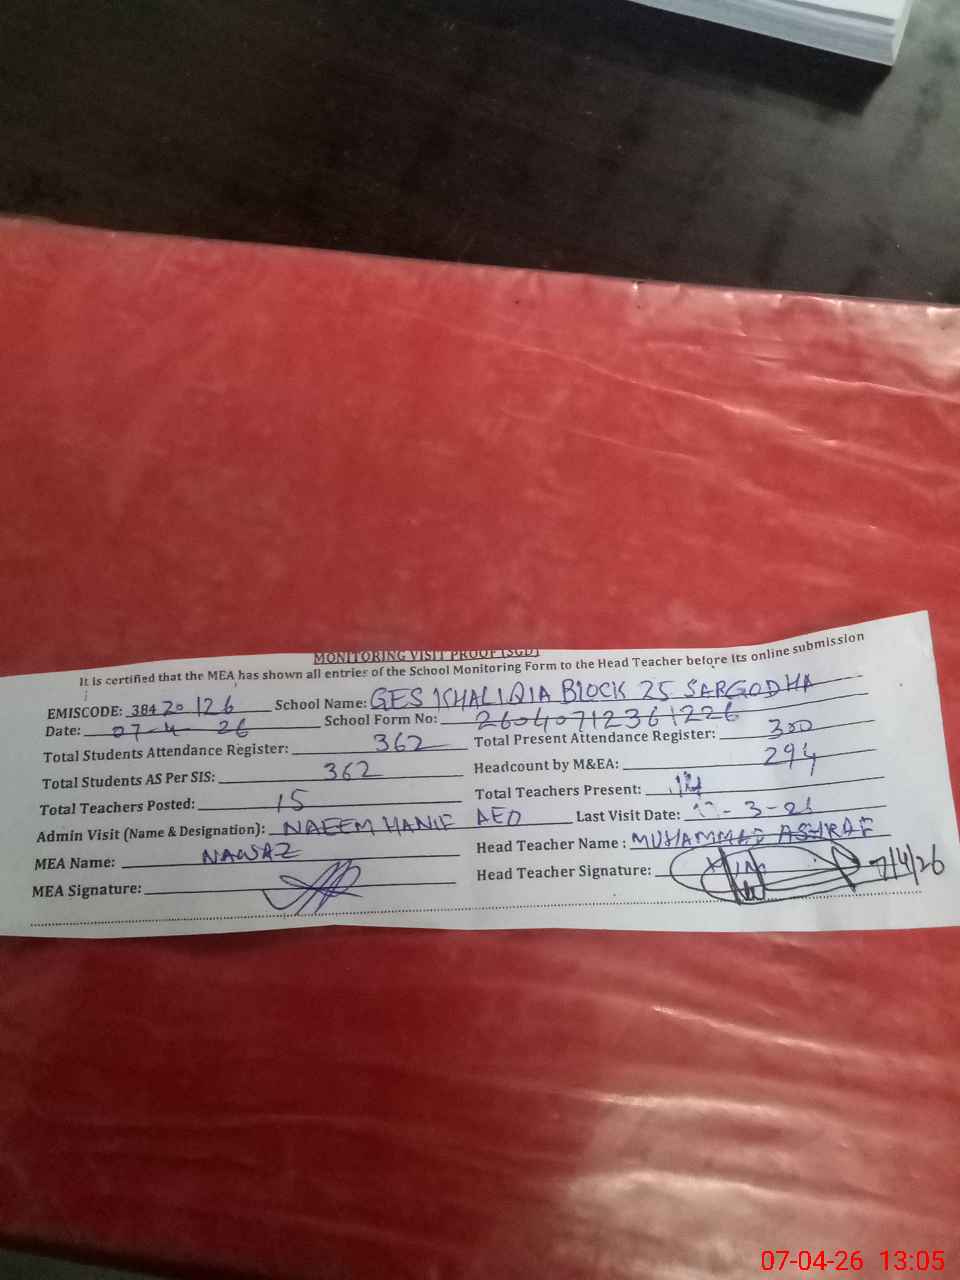 MONITORING VISIT PROOF (SGD)
It is certified that the MEA has shown all entries of the School Monitoring Form to the Head Teacher before its online submission
EMISCODE: 38420126 School Name: GES KHALIQIA BLOCK 25 SARGODHA
Date: 07-4-26 School Form No: 26040712361226
Total Students Attendance Register: 362 Total Present Attendance Register: 300
Total Students AS Per SIS: 362 Headcount by M&EA: 294
Total Teachers Posted: 15 Total Teachers Present: 14
Admin Visit (Name & Designation): NAEEM HANIF AEO Last Visit Date: -3-26
MEA Name: NAWAZ Head Teacher Name: MUHAMMAD ASHRAF
MEA Signature: Head Teacher Signature: 7/4/26
07-04-26 13:05